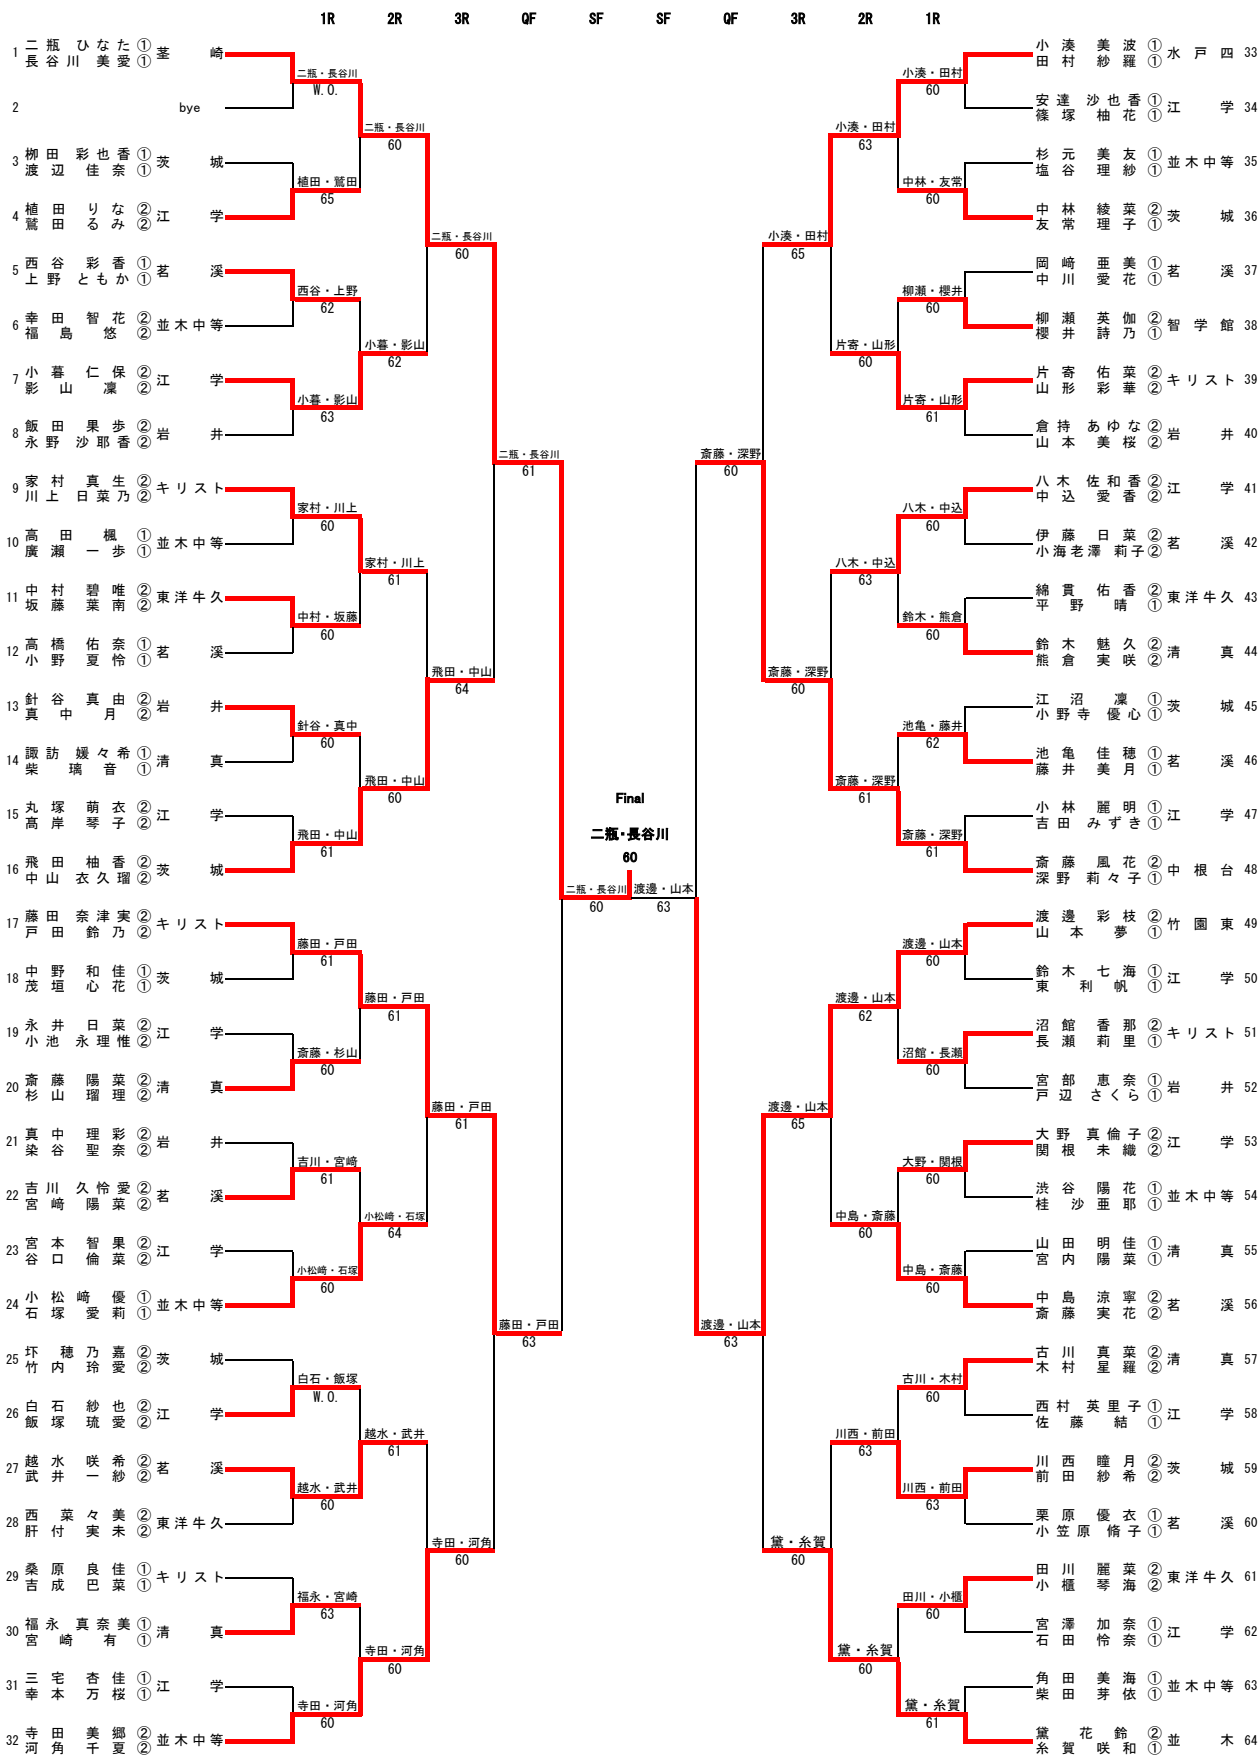 1R 2R 3R QF SF SF QF 3R 2R 1R
1 二瓶 ひなた ① 茎崎
長谷川 美愛 ①
2 bye
3 栁田 彩也香 ① 茨城
渡辺 佳奈 ①
4 植田 りな ② 江学
鷲田 るみ ②
5 西谷 彩香 ① 茗溪
上野 ともか ①
6 幸田 智花 ② 並木中等
福島 悠 ②
7 小暮 仁保 ② 江学
影山 凜 ②
8 飯田 果歩 ② 岩井
永野 沙耶香 ②
9 家村 真生 ② キリスト
川上 日菜乃 ②
10 高田 楓 ① 並木中等
廣瀬 一歩 ①
11 中村 碧唯 ② 東洋牛久
坂藤 葉南 ②
12 高橋 佑奈 ① 茗溪
小野 夏怜 ①
13 針谷 真由 ② 岩井
真中 月 ②
14 諏訪 媛々希 ① 清真
柴 璃音 ①
15 丸塚 萌衣 ② 江学
髙岸 琴子 ②
16 飛田 柚香 ② 茨城
中山 衣久瑠 ②
17 藤田 奈津実 ② キリスト
戸田 鈴乃 ②
18 中野 和佳 ① 茨城
茂垣 心花 ①
19 永井 日菜 ② 江学
小池 永理惟 ②
20 斎藤 陽菜 ② 清真
杉山 瑠理 ②
21 真中 理彩 ② 岩井
染谷 聖奈 ②
22 吉川 久怜愛 ② 茗溪
宮﨑 陽菜 ②
23 宮本 智果 ② 江学
谷口 倫菜 ②
24 小松﨑 優 ① 並木中等
石塚 愛莉 ①
25 圷 穂乃嘉 ② 茨城
竹内 玲愛 ②
26 白石 紗也 ② 江学
飯塚 琉愛 ②
27 越水 咲希 ② 茗溪
武井 一紗 ②
28 西 菜々美 ② 東洋牛久
肝付 実未 ②
29 桑原 良佳 ① キリスト
吉成 巴菜 ①
30 福永 真奈美 ① 清真
宮崎 有 ①
31 三宅 杏佳 ① 江学
幸本 万桜 ①
32 寺田 美郷 ② 並木中等
河角 千夏 ②
二瓶・長谷川
W.O.
植田・鷲田
65
西谷・上野
62
小暮・影山
63
家村・川上
60
中村・坂藤
60
針谷・真中
60
飛田・中山
61
藤田・戸田
61
斎藤・杉山
60
吉川・宮﨑
61
小松﨑・石塚
60
白石・飯塚
W.O.
越水・武井
60
福永・宮崎
63
寺田・河角
60
二瓶・長谷川
60
小暮・影山
62
家村・川上
61
飛田・中山
60
藤田・戸田
61
小松﨑・石塚
64
越水・武井
61
寺田・河角
60
二瓶・長谷川
60
飛田・中山
64
藤田・戸田
61
寺田・河角
60
二瓶・長谷川
61
藤田・戸田
63
二瓶・長谷川
60
Final
二瓶・長谷川
60
渡邊・山本
63
斎藤・深野
60
渡邊・山本
63
小湊・田村
65
斎藤・深野
60
渡邊・山本
65
黛・糸賀
60
小湊・田村
63
片寄・山形
60
八木・中込
63
斎藤・深野
61
渡邊・山本
62
中島・斎藤
60
川西・前田
63
黛・糸賀
60
小湊・田村
60
中林・友常
60
柳瀬・櫻井
60
片寄・山形
61
八木・中込
60
鈴木・熊倉
60
池亀・藤井
62
斎藤・深野
61
渡邊・山本
60
沼館・長瀬
60
大野・関根
60
中島・斎藤
60
古川・木村
60
川西・前田
63
田川・小櫃
60
黛・糸賀
61
小湊 美波 ① 水戸四 33
田村 紗羅 ①
安達 沙也香 ① 江学 34
篠塚 柚花 ①
杉元 美友 ① 並木中等 35
塩谷 理紗 ①
中林 綾菜 ② 茨城 36
友常 理子 ①
岡﨑 亜美 ① 茗溪 37
中川 愛花 ①
柳瀬 英伽 ② 智学館 38
櫻井 詩乃 ①
片寄 佑菜 ② キリスト 39
山形 彩華 ②
倉持 あゆな ② 岩井 40
山本 美桜 ②
八木 佐和香 ② 江学 41
中込 愛香 ②
伊藤 日菜 ② 茗溪 42
小海老澤 莉子 ②
綿貫 佑香 ② 東洋牛久 43
平野 晴 ①
鈴木 魅久 ② 清真 44
熊倉 実咲 ②
江沼 凜 ① 茨城 45
小野寺 優心 ①
池亀 佳穂 ① 茗溪 46
藤井 美月 ①
小林 麗明 ① 江学 47
吉田 みずき ①
斎藤 風花 ② 中根台 48
深野 莉々子 ①
渡邊 彩枝 ② 竹園東 49
山本 夢 ①
鈴木 七海 ① 江学 50
東 利帆 ①
沼館 香那 ② キリスト 51
長瀬 莉里 ①
宮部 恵奈 ① 岩井 52
戸辺 さくら ①
大野 真倫子 ② 江学 53
関根 未織 ②
渋谷 陽花 ① 並木中等 54
桂 沙亜耶 ①
山田 明佳 ① 清真 55
宮内 陽菜 ①
中島 涼寧 ② 茗溪 56
斎藤 実花 ②
古川 真菜 ② 清真 57
木村 星羅 ②
西村 英里子 ① 江学 58
佐藤 結 ①
川西 瞳月 ② 茨城 59
前田 紗希 ②
栗原 優衣 ① 茗溪 60
小笠原 脩子 ①
田川 麗菜 ② 東洋牛久 61
小櫃 琴海 ②
宮澤 加奈 ① 江学 62
石田 怜奈 ①
角田 美海 ① 並木中等 63
柴田 芽依 ①
黛 花鈴 ② 並木 64
糸賀 咲和 ①